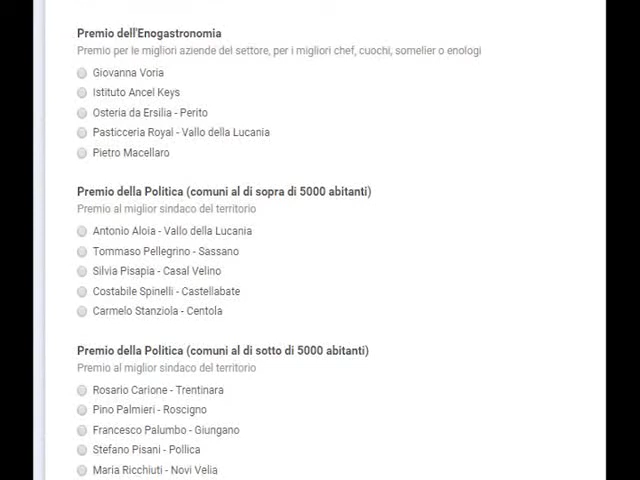 Premio dell'Enogastronomia
Premio per le migliori aziende del settore, per i migliori chef, cuochi, somelier o enologi
Giovanna Voria
Istituto Ancel Keys
Osteria da Ersilia - Perito
Pasticceria Royal - Vallo della Lucania
Pietro Macellaro
Premio della Politica (comuni al di sopra di 5000 abitanti)
Premio al miglior sindaco del territorio
Antonio Aloia - Vallo della Lucania
Tommaso Pellegrino - Sassano
Silvia Pisapia - Casal Velino
Costabile Spinelli - Castellabate
Carmelo Stanziola - Centola
Premio della Politica (comuni al di sotto di 5000 abitanti)
Premio al miglior sindaco del territorio
Rosario Carione - Trentinara
Pino Palmieri - Roscigno
Francesco Palumbo - Giungano
Stefano Pisani - Pollica
Maria Ricchiuti - Novi Velia